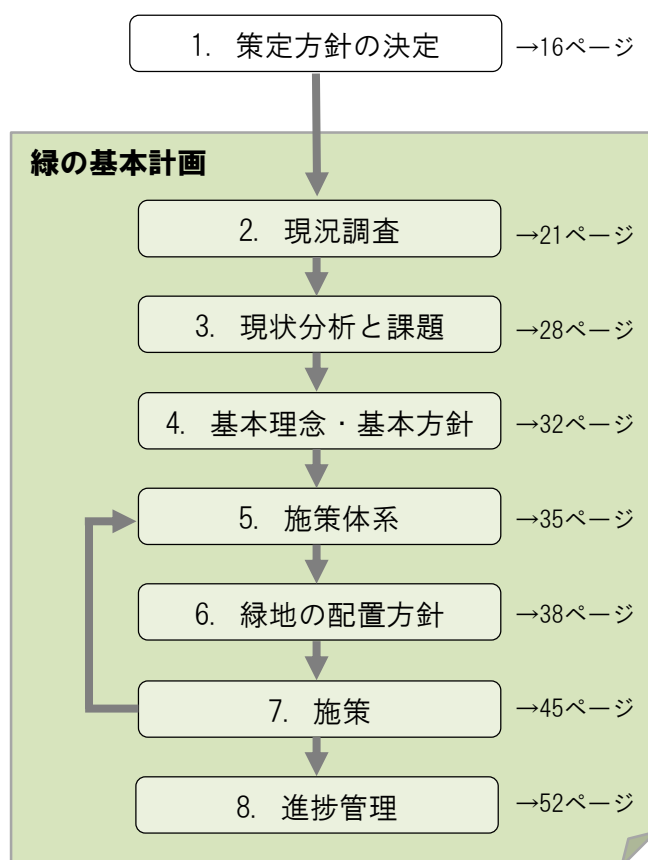 1. 策定方針の決定 →16ページ
緑の基本計画
2. 現況調査 →21ページ
3. 現状分析と課題 →28ページ
4. 基本理念・基本方針 →32ページ
5. 施策体系 →35ページ
6. 緑地の配置方針 →38ページ
7. 施策 →45ページ
8. 進捗管理 →52ページ